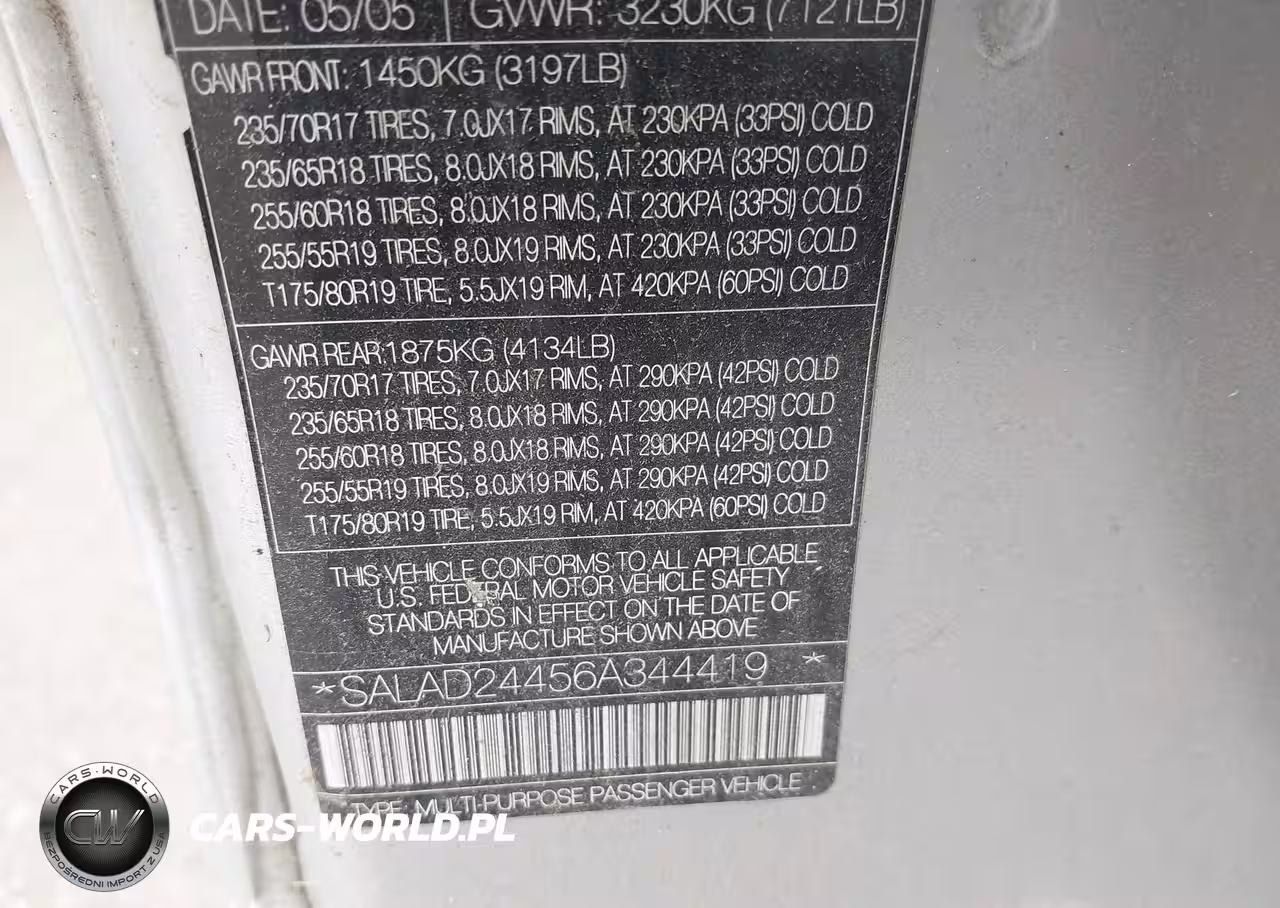 DATE: 05/05 GVWR: 3230KG (7121LB)
GAWR FRONT: 1450KG (3197LB)
235/70R17 TIRES, 7.0JX17 RIMS, AT 230KPA (33PSI) COLD
235/65R18 TIRES, 8.0JX18 RIMS, AT 230KPA (33PSI) COLD
255/60R18 TIRES, 8.0JX18 RIMS, AT 230KPA (33PSI) COLD
255/55R19 TIRES, 8.0JX19 RIMS, AT 230KPA (33PSI) COLD
T175/80R19 TIRE, 5.5JX19 RIM, AT 420KPA (60PSI) COLD
GAWR REAR:1875KG (4134LB)
235/70R17 TIRES, 7.0JX17 RIMS, AT 290KPA (42PSI) COLD
235/65R18 TIRES, 8.0JX18 RIMS, AT 290KPA (42PSI) COLD
255/60R18 TIRES, 8.0JX18 RIMS, AT 290KPA (42PSI) COLD
255/55R19 TIRES, 8.0JX19 RIMS, AT 290KPA (42PSI) COLD
T175/80R19 TIRE, 5.5JX19 RIM, AT 420KPA (60PSI) COLD
THIS VEHICLE CONFORMS TO ALL APPLICABLE
U.S. FEDERAL MOTOR VEHICLE SAFETY
STANDARDS IN EFFECT ON THE DATE OF
MANUFACTURE SHOWN ABOVE
*SALAD24456A344419 *
TYPE: MULTI-PURPOSE PASSENGER VEHICLE
CARS-WORLD
CW
BEZPOŚREDNI IMPORT Z USA
CARS-WORLD.PL